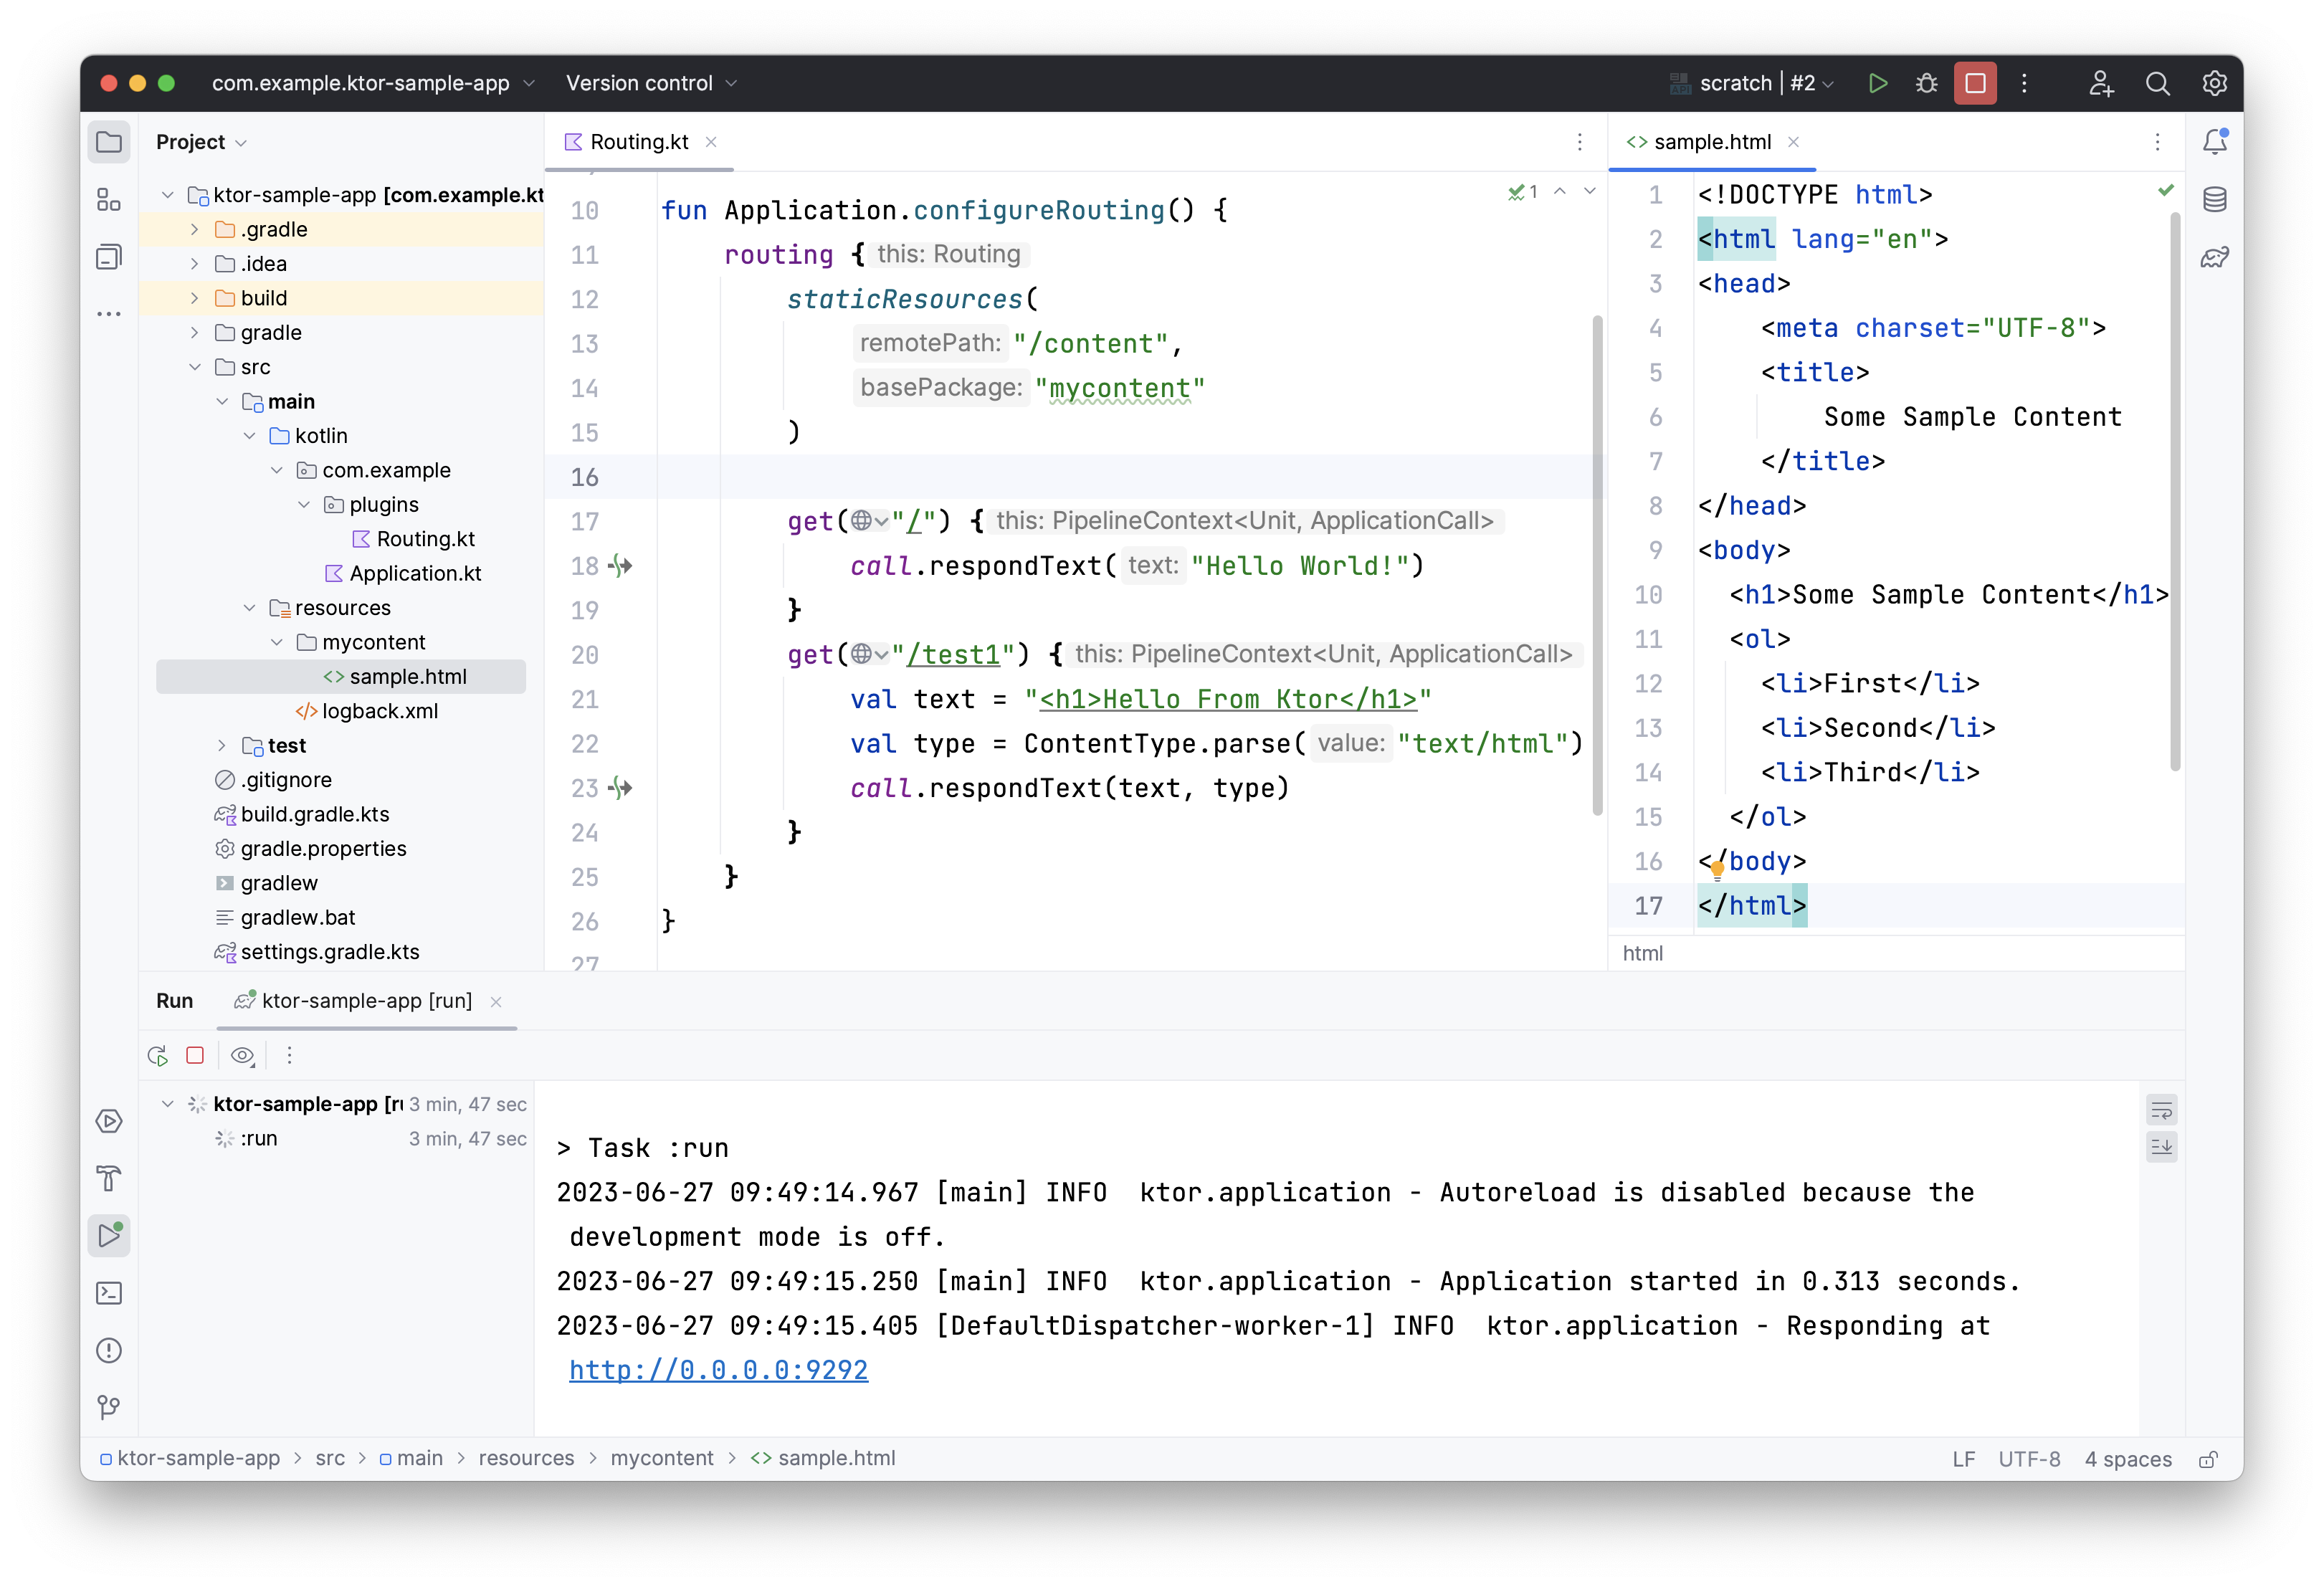 com.example.ktor-sample-app Version control scratch | #2
Project
ktor-sample-app [com.example.kt
.gradle
.idea
build
gradle
src
main
kotlin
com.example
plugins
Routing.kt
Application.kt
resources
mycontent
sample.html
logback.xml
test
.gitignore
build.gradle.kts
gradle.properties
gradlew
gradlew.bat
settings.gradle.kts
Routing.kt
1
10 fun Application.configureRouting() {
11 routing { this: Routing
12 staticResources(
13 remotePath: "/content",
14 basePackage: "mycontent"
15 )
16
17 get("/") { this: PipelineContext<Unit, ApplicationCall>
18 call.respondText( text: "Hello World!")
19 }
20 get("/test1") { this: PipelineContext<Unit, ApplicationCall>
21 val text = "<h1>Hello From Ktor</h1>"
22 val type = ContentType.parse( value: "text/html")
23 call.respondText(text, type)
24 }
25 }
26 }
27
sample.html
1 <!DOCTYPE html>
2 <html lang="en">
3 <head>
4 <meta charset="UTF-8">
5 <title>
6 Some Sample Content
7 </title>
8 </head>
9 <body>
10 <h1>Some Sample Content</h1>
11 <ol>
12 <li>First</li>
13 <li>Second</li>
14 <li>Third</li>
15 </ol>
16 </body>
17 </html>
html
Run ktor-sample-app [run]
ktor-sample-app [ru 3 min, 47 sec
:run 3 min, 47 sec
> Task :run
2023-06-27 09:49:14.967 [main] INFO  ktor.application - Autoreload is disabled because the
development mode is off.
2023-06-27 09:49:15.250 [main] INFO  ktor.application - Application started in 0.313 seconds.
2023-06-27 09:49:15.405 [DefaultDispatcher-worker-1] INFO  ktor.application - Responding at
http://0.0.0.0:9292
ktor-sample-app > src > main > resources > mycontent > <> sample.html LF UTF-8 4 spaces